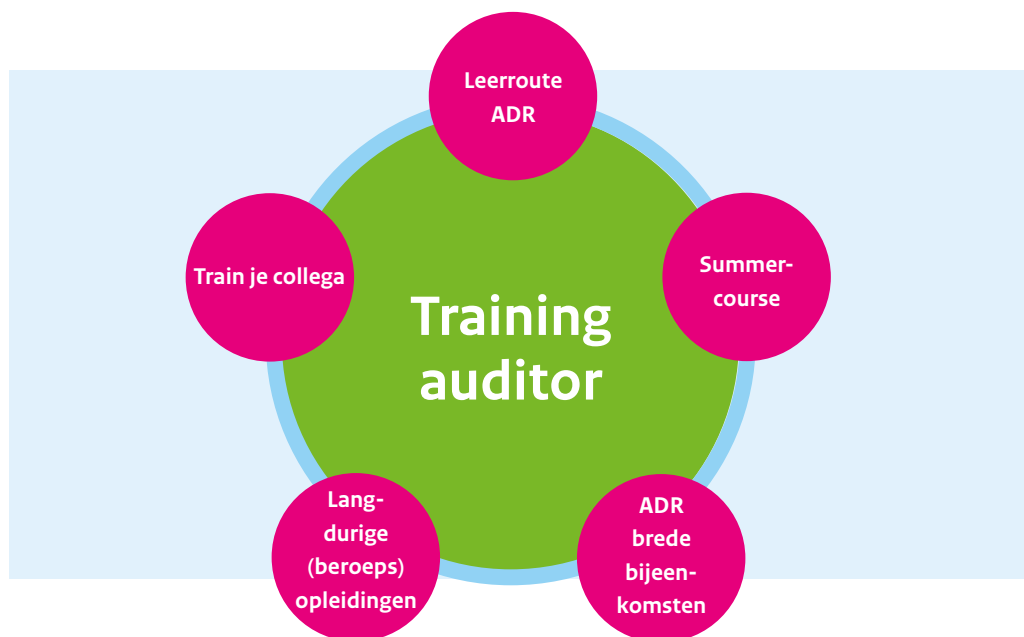 Leerroute
ADR
Train je collega
Summer-
course
Training
auditor
Lang-
durige
(beroeps)
opleidingen
ADR
brede
bijeen-
komsten